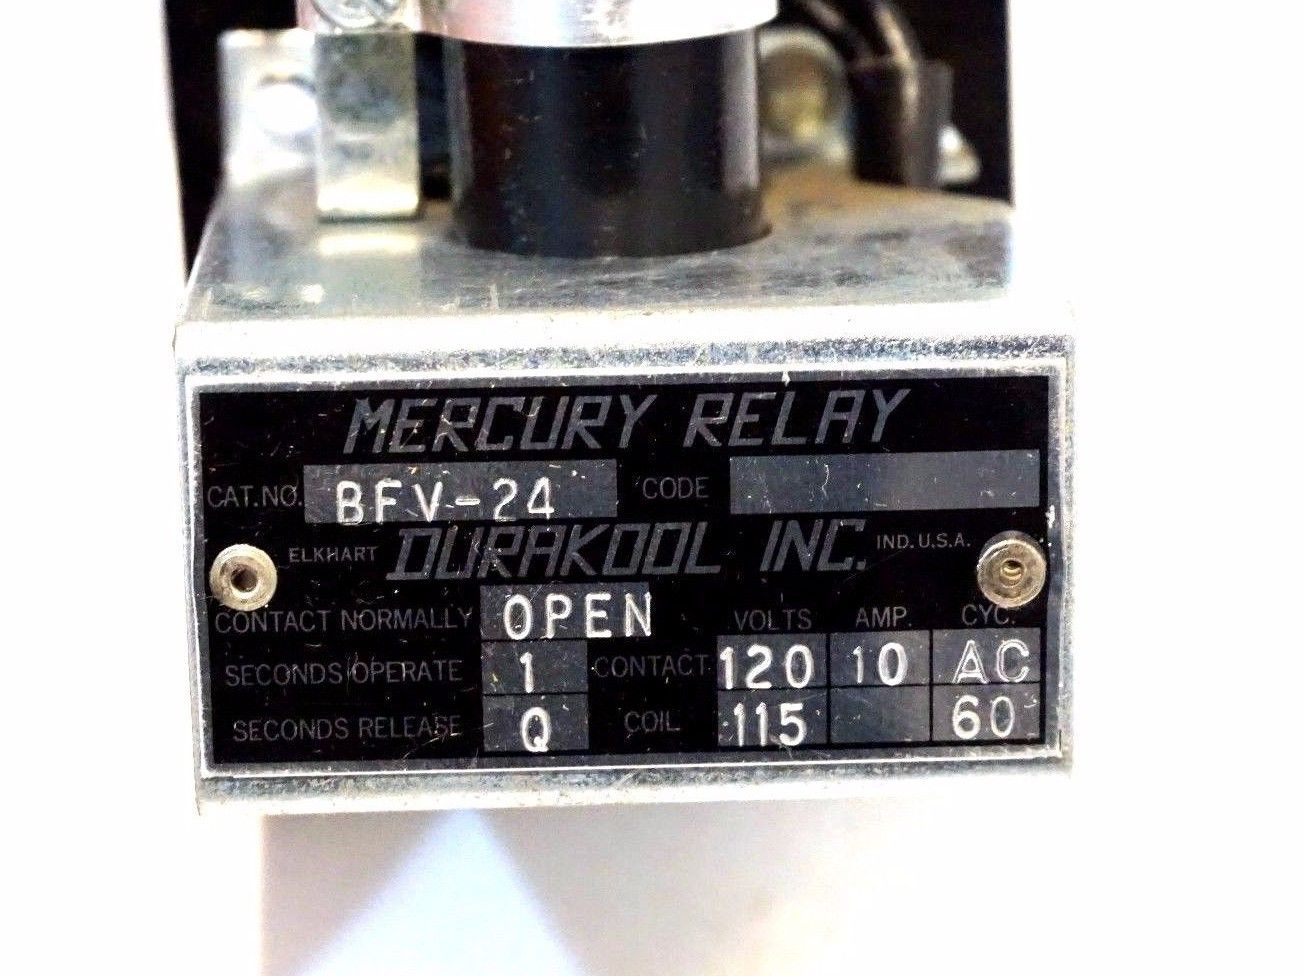 MERCURY RELAY
CAT. NO. BFV-24 CODE
ELKHART DURAKOOL INC. IND. U.S.A.
CONTACT NORMALLY OPEN VOLTS AMP. CYC.
SECONDS OPERATE 1 CONTACT 120 10 AC
SECONDS RELEASE Q COIL 115 60